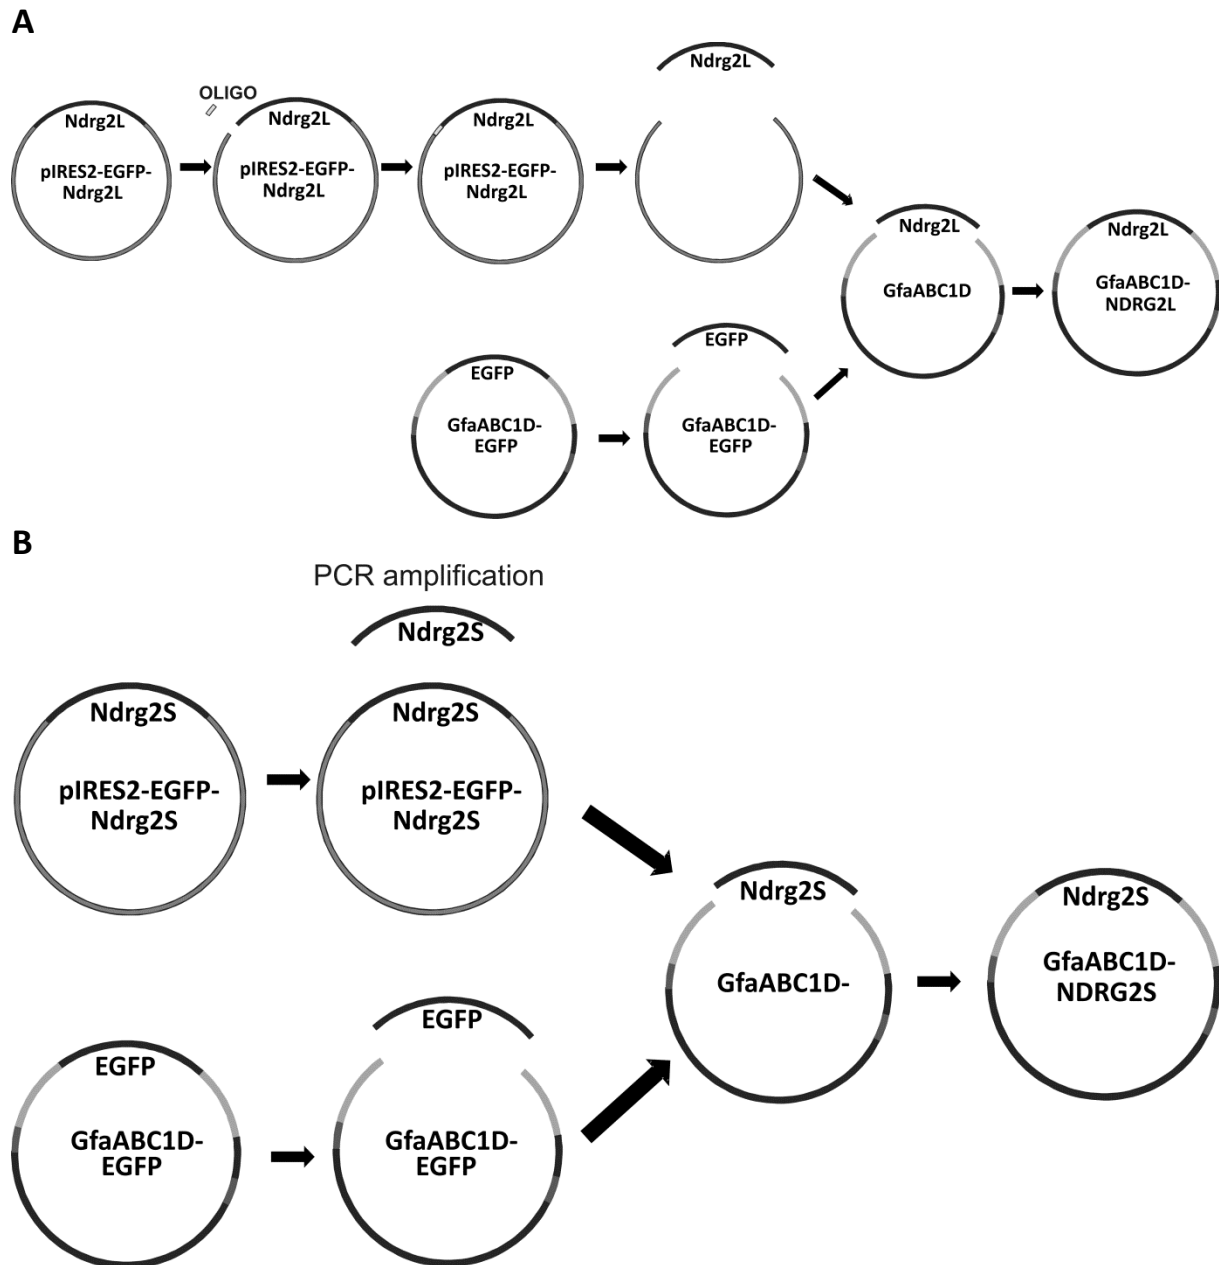 A
Ndrg2L
pIRES2-EGFP-
Ndrg2L
OLIGO
Ndrg2L
pIRES2-EGFP-
Ndrg2L
Ndrg2L
pIRES2-EGFP-
Ndrg2L
Ndrg2L
Ndrg2L
GfaABC1D
Ndrg2L
GfaABC1D-
NDRG2L
EGFP
GfaABC1D-
EGFP
EGFP
GfaABC1D-
EGFP
B
PCR amplification
Ndrg2S
Ndrg2S
pIRES2-EGFP-
Ndrg2S
Ndrg2S
pIRES2-EGFP-
Ndrg2S
Ndrg2S
GfaABC1D-
Ndrg2S
GfaABC1D-
NDRG2S
EGFP
GfaABC1D-
EGFP
EGFP
GfaABC1D-
EGFP